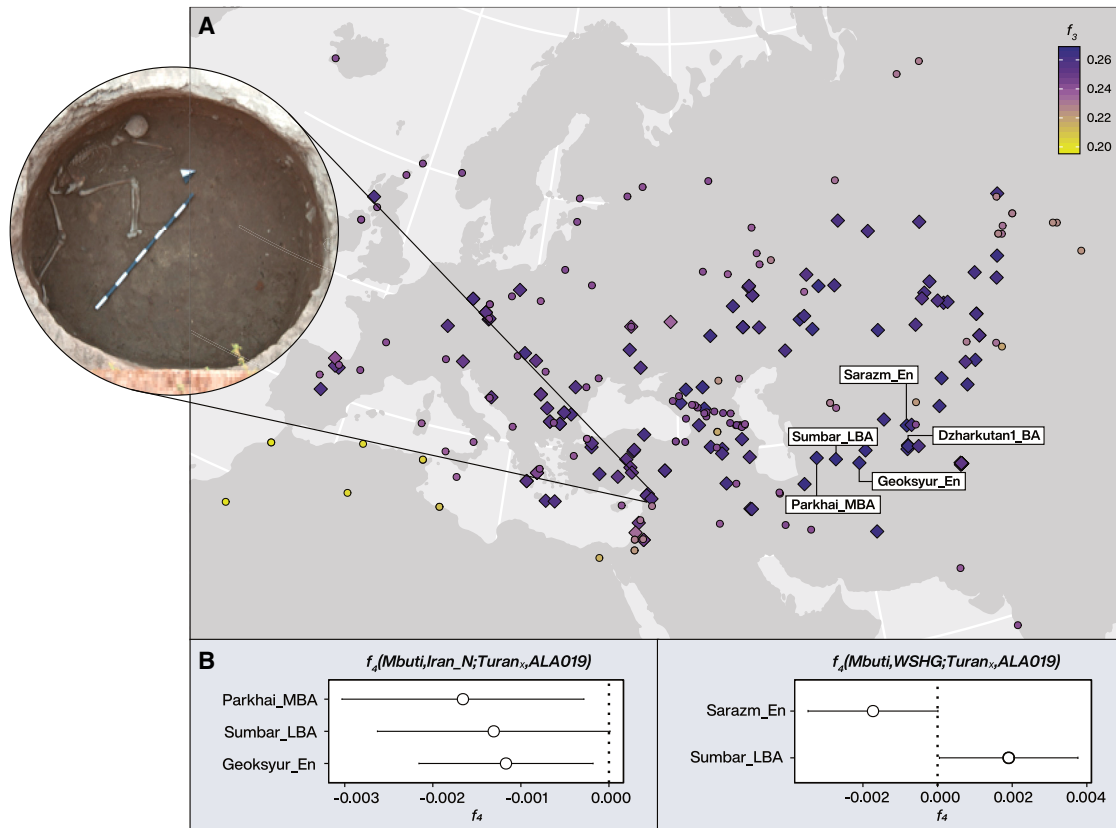 A
f3
0.26
0.24
0.22
0.20
Sarazm_En
Sumbar_LBA
Dzharkutan1_BA
Geoksyur_En
Parkhai_MBA
B
f4(Mbuti,Iran_N;Turanx,ALA019)
Parkhai_MBA
Sumbar_LBA
Geoksyur_En
-0.003 -0.002 -0.001 0.000
f4
f4(Mbuti,WSHG;Turanx,ALA019)
Sarazm_En
Sumbar_LBA
-0.002 0.000 0.002 0.004
f4